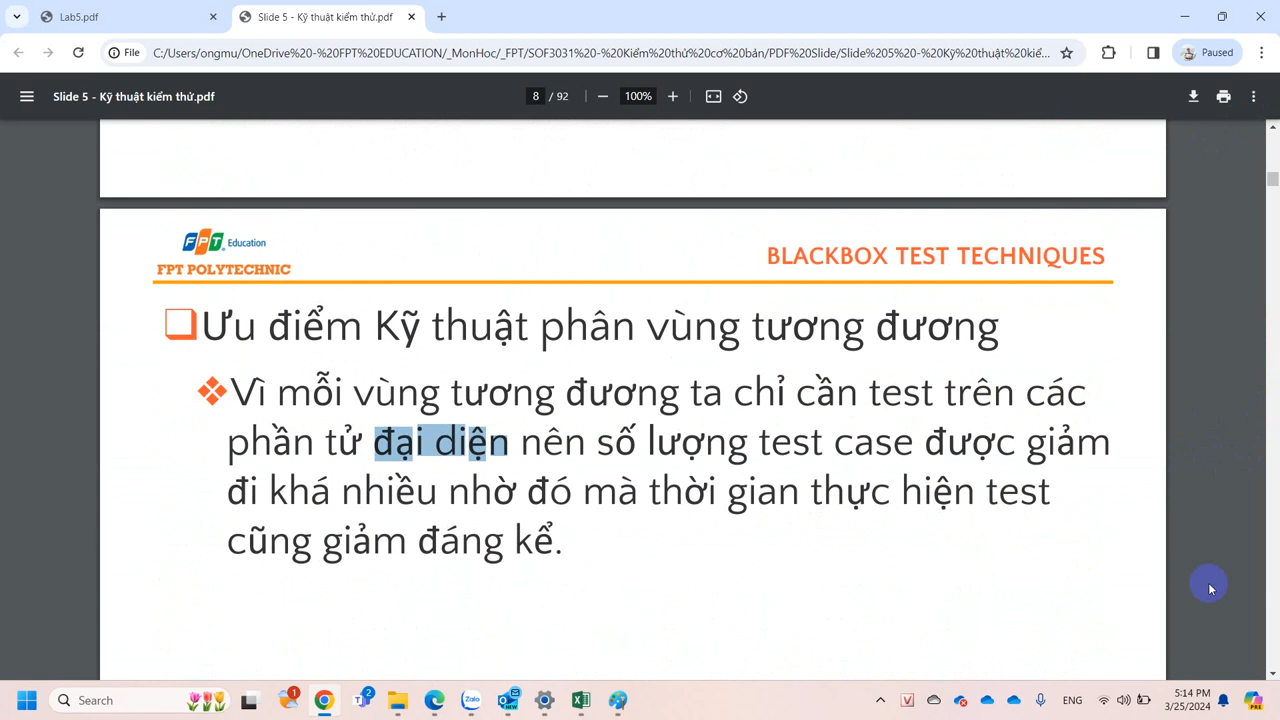 Lab5.pdf
Slide 5 - Kỹ thuật kiểm thử.pdf
File C:/Users/ongmu/OneDrive%20-%20FPT%20EDUCATION/_MonHoc/_FPT/SOF3031%20-%20Kiểm%20thử%20cơ%20bản/PDF%20Slide/Slide%205%20-%20Kỹ%20thuật%20kiể...
Paused
Slide 5 - Kỹ thuật kiểm thử.pdf
8 / 92
100%
FPT Education
FPT POLYTECHNIC
BLACKBOX TEST TECHNIQUES
Ưu điểm Kỹ thuật phân vùng tương đương
Vì mỗi vùng tương đương ta chỉ cần test trên các
phần tử đại diện nên số lượng test case được giảm
đi khá nhiều nhờ đó mà thời gian thực hiện test
cũng giảm đáng kể.
Search
1
2
Zalo
NEW
V
ENG
5:14 PM
3/25/2024
PRE